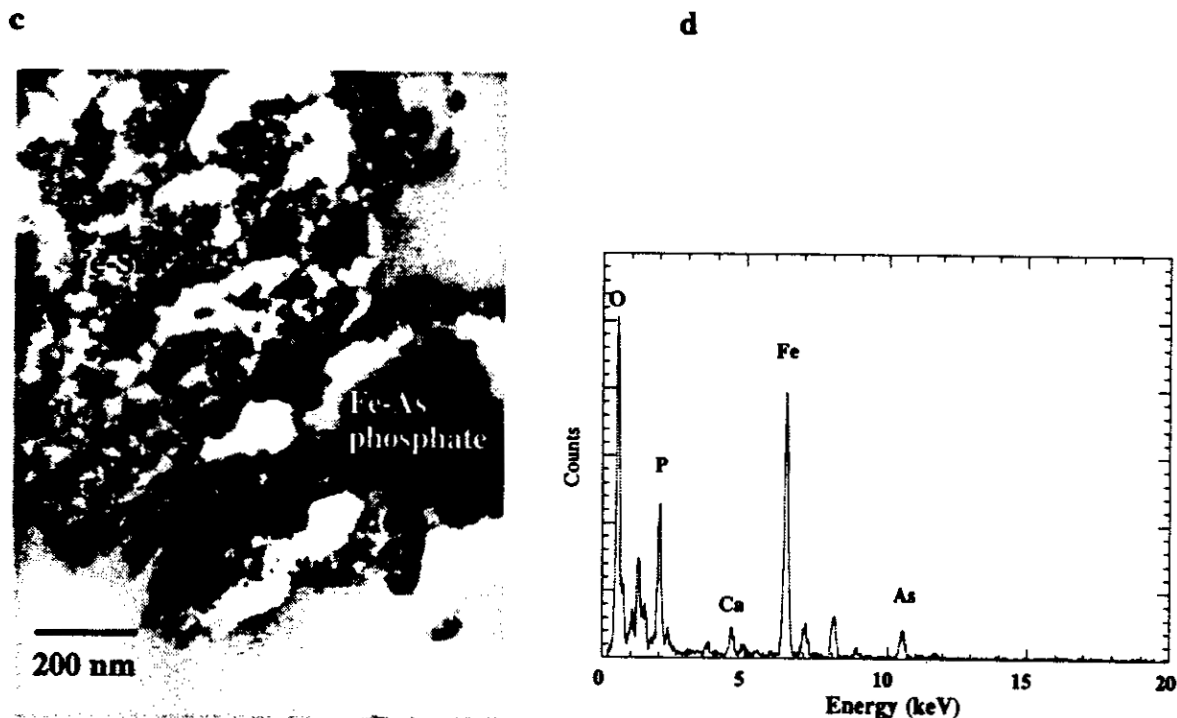 c
d
Fe-As
phosphate
200 nm
O
Fe
P
Ca
As
Counts
0
5
10
15
20
Energy (keV)